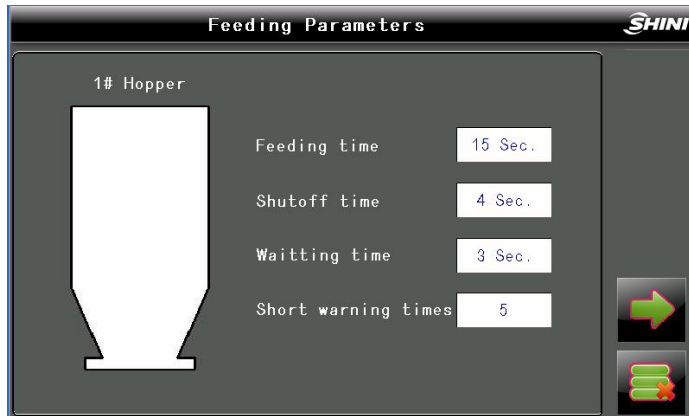 Feeding Parameters
SHINI
1# Hopper
Feeding time 15 Sec.
Shutoff time 4 Sec.
Waitting time 3 Sec.
Short warning times 5